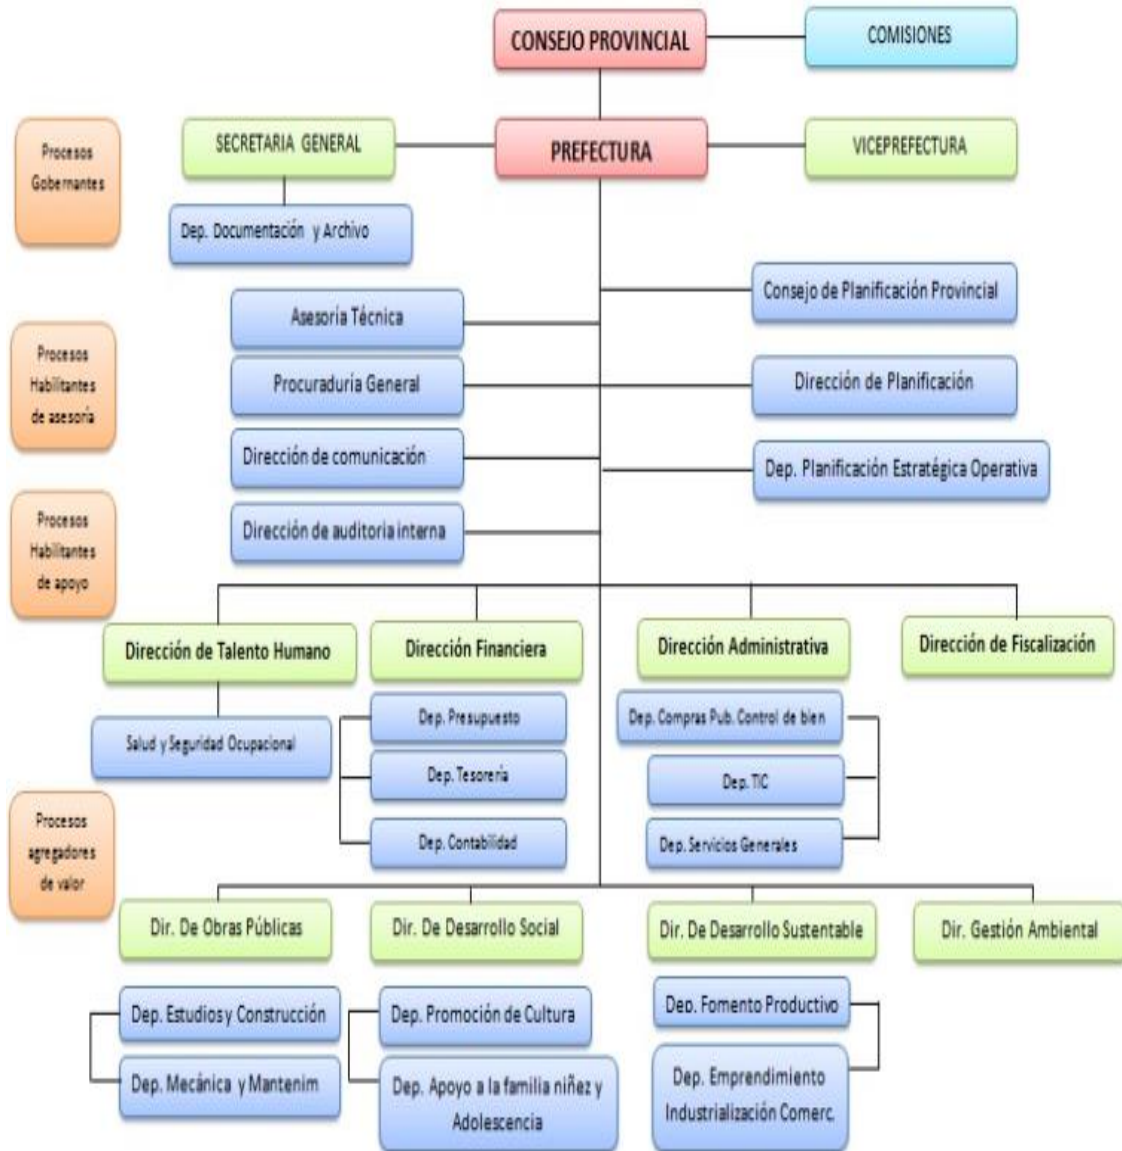 CONSEJO PROVINCIAL
COMISIONES
Procesos
Gobernantes
SECRETARIA GENERAL
PREFECTURA
VICEPREFECTURA
Dep. Documentación y Archivo
Consejo de Planificación Provincial
Asesoría Técnica
Procesos
Habilitantes
de asesoría
Procuraduría General
Dirección de Planificación
Dirección de comunicación
Dep. Planificación Estratégica Operativa
Procesos
Habilitantes
de apoyo
Dirección de auditoria interna
Dirección de Talento Humano
Dirección Financiera
Dirección Administrativa
Dirección de Fiscalización
Salud y Seguridad Ocupacional
Dep. Presupuesto
Dep. Compras Pub. Control de bien
Dep. Tesorería
Dep. TIC
Dep. Contabilidad
Dep. Servicios Generales
Procesos
agregadores
de valor
Dir. De Obras Públicas
Dir. De Desarrollo Social
Dir. De Desarrollo Sustentable
Dir. Gestión Ambiental
Dep. Estudios y Construcción
Dep. Promoción de Cultura
Dep. Fomento Productivo
Dep. Mecánica y Mantenim
Dep. Apoyo a la familia niñez y
Adolescencia
Dep. Emprendimiento
Industrialización Comerc.